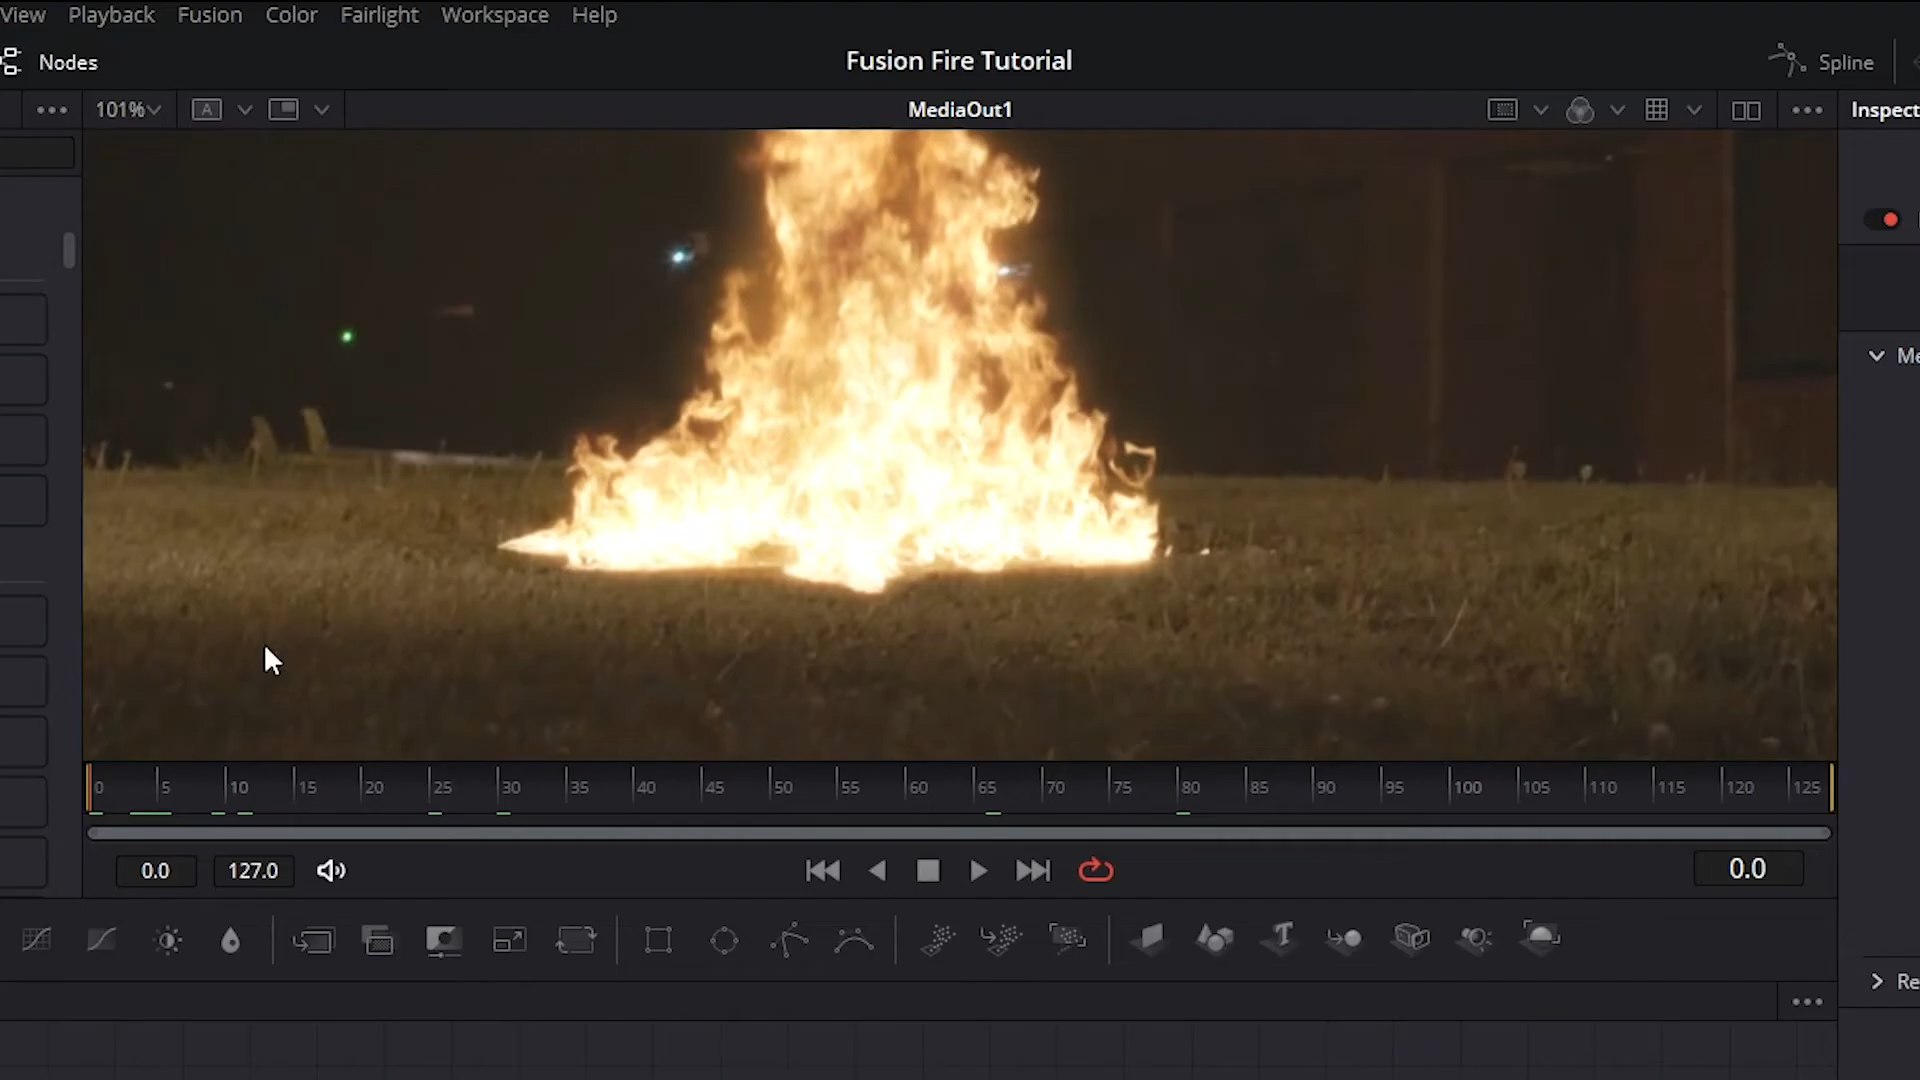 View Playback Fusion Color Fairlight Workspace Help
Nodes Fusion Fire Tutorial Spline
101% A MediaOut1 Inspect
Me
0 5 10 15 20 25 30 35 40 45 50 55 60 65 70 75 80 85 90 95 100 105 110 115 120 125
0.0 127.0 0.0
T
Re